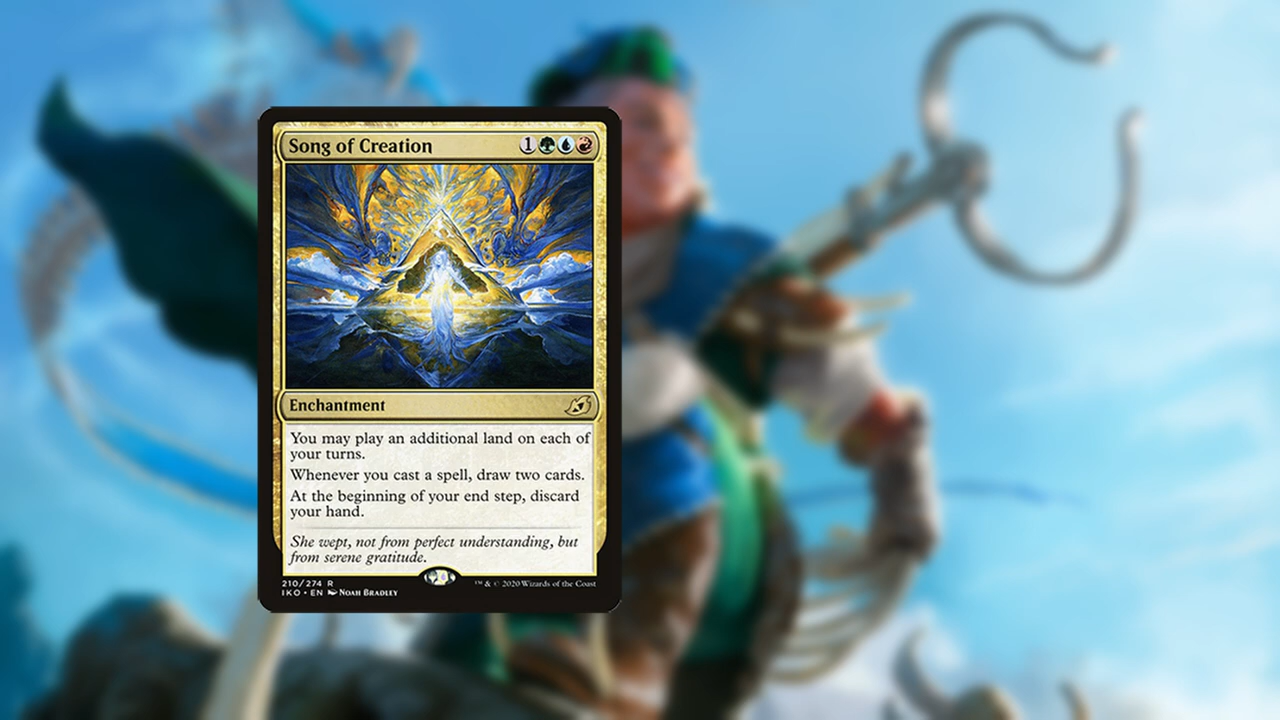 Song of Creation 1
Enchantment
You may play an additional land on each of
your turns.
Whenever you cast a spell, draw two cards.
At the beginning of your end step, discard
your hand.
She wept, not from perfect understanding, but
from serene gratitude.
210/274 R
IKO • EN Noah Bradley
™ & © 2020 Wizards of the Coast